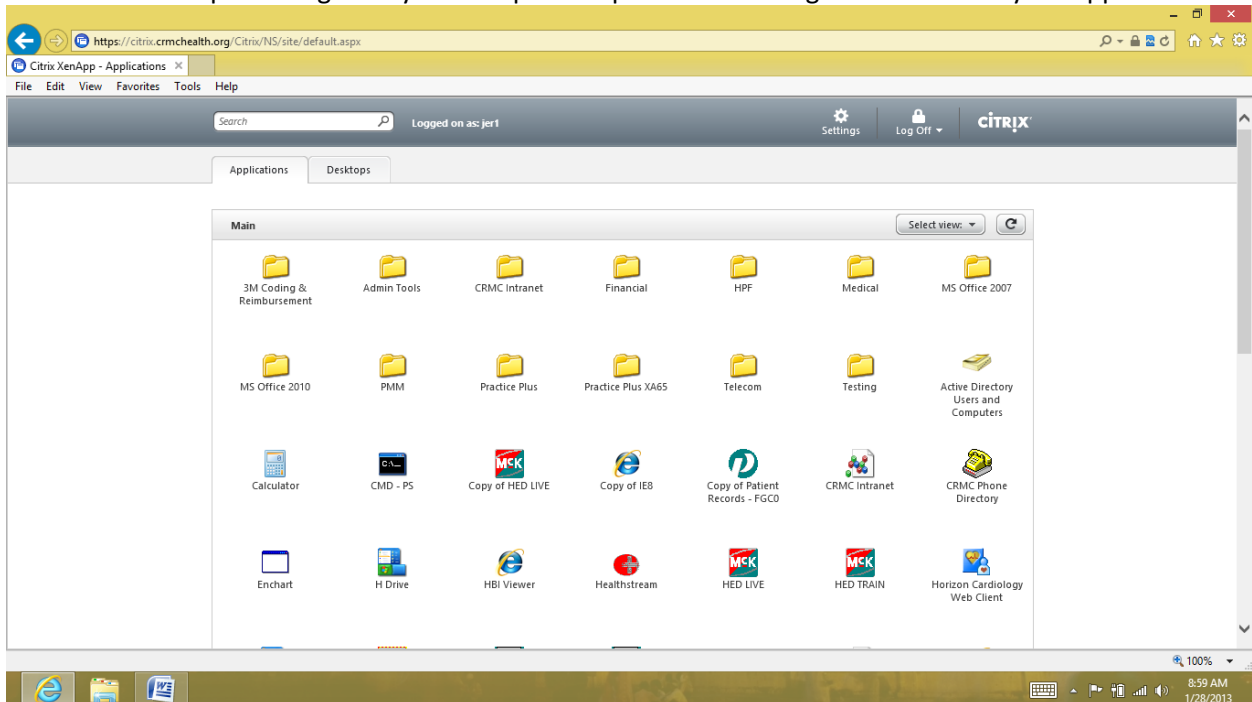 https://citrix.crmchealth.org/Citrix/NS/site/default.aspx
Citrix XenApp - Applications
File Edit View Favorites Tools Help
Search
Logged on as: jer1
Settings
Log Off
CITRIX
Applications
Desktops
Main
Select view:
3M Coding &
Reimbursement
Admin Tools
CRMC Intranet
Financial
HPF
Medical
MS Office 2007
MS Office 2010
PMM
Practice Plus
Practice Plus XA65
Telecom
Testing
Active Directory
Users and
Computers
Calculator
C:\_
CMD - PS
McK
Copy of HED LIVE
Copy of IE8
Copy of Patient
Records - FGC0
CRMC Intranet
CRMC Phone
Directory
Enchart
H Drive
HBI Viewer
Healthstream
McK
HED LIVE
McK
HED TRAIN
Horizon Cardiology
Web Client
100%
8:59 AM
1/28/2013